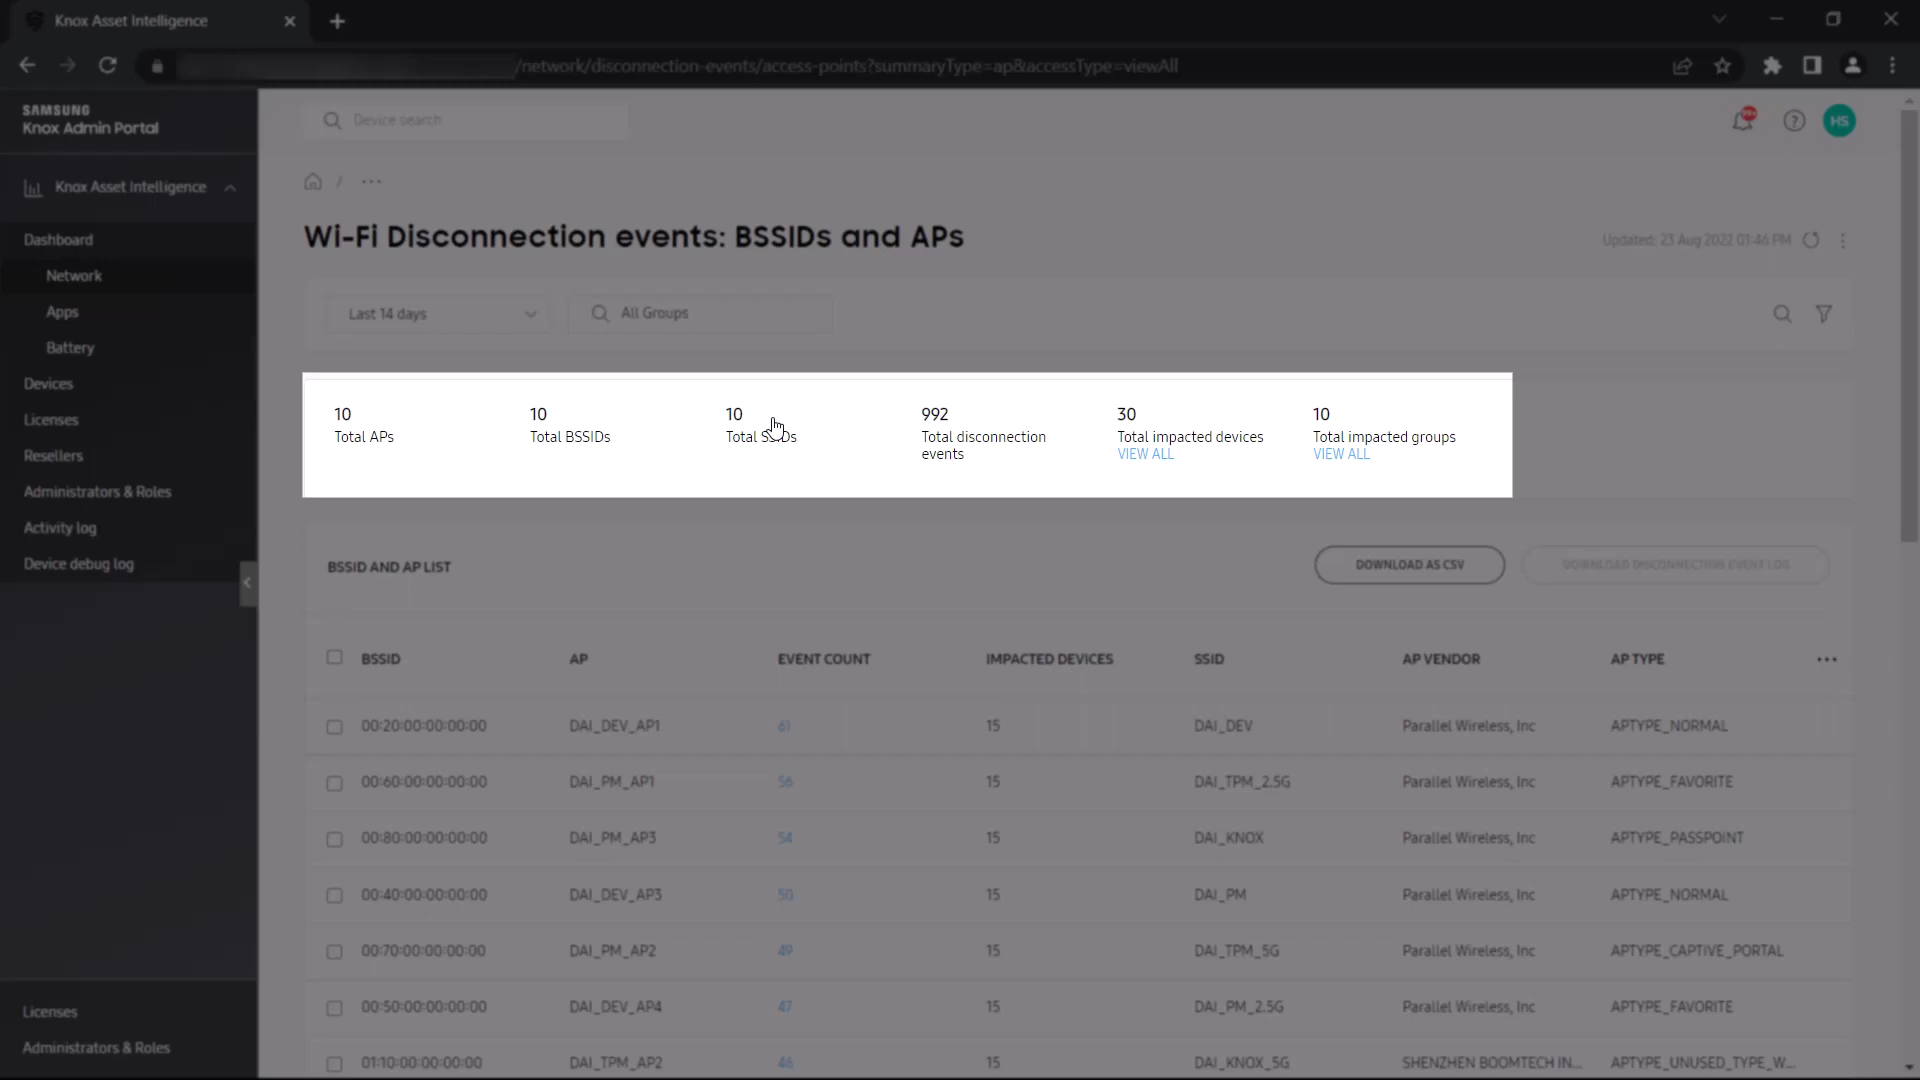 Knox Asset Intelligence
/network/disconnection-events/access-points?summaryType=ap&accessType=viewAll
SAMSUNG
Knox Admin Portal
Device search
HS
Knox Asset Intelligence
/ ...
Dashboard
Network
Apps
Battery
Devices
Licenses
Resellers
Administrators & Roles
Activity log
Device debug log
Licenses
Administrators & Roles
Wi-Fi Disconnection events: BSSIDs and APs
Updated: 23 Aug 2022 01:46 PM
Last 14 days
All Groups
10
Total APs
10
Total BSSIDs
10
Total SSIDs
992
Total disconnection
events
30
Total impacted devices
VIEW ALL
10
Total impacted groups
VIEW ALL
BSSID AND AP LIST
DOWNLOAD AS CSV
DOWNLOAD DISCONNECTION EVENT LOG
BSSID AP EVENT COUNT IMPACTED DEVICES SSID AP VENDOR AP TYPE
00:20:00:00:00:00 DAI_DEV_AP1 61 15 DAI_DEV Parallel Wireless, Inc APTYPE_NORMAL
00:60:00:00:00:00 DAI_PM_AP1 56 15 DAI_TPM_2.5G Parallel Wireless, Inc APTYPE_FAVORITE
00:80:00:00:00:00 DAI_PM_AP3 54 15 DAI_KNOX Parallel Wireless, Inc APTYPE_PASSPOINT
00:40:00:00:00:00 DAI_DEV_AP3 50 15 DAI_PM Parallel Wireless, Inc APTYPE_NORMAL
00:70:00:00:00:00 DAI_PM_AP2 49 15 DAI_TPM_5G Parallel Wireless, Inc APTYPE_CAPTIVE_PORTAL
00:50:00:00:00:00 DAI_DEV_AP4 47 15 DAI_PM_2.5G Parallel Wireless, Inc APTYPE_FAVORITE
01:10:00:00:00:00 DAI_TPM_AP2 46 15 DAI_KNOX_5G SHENZHEN BOOMTECH IN... APTYPE_UNUSED_TYPE_W...